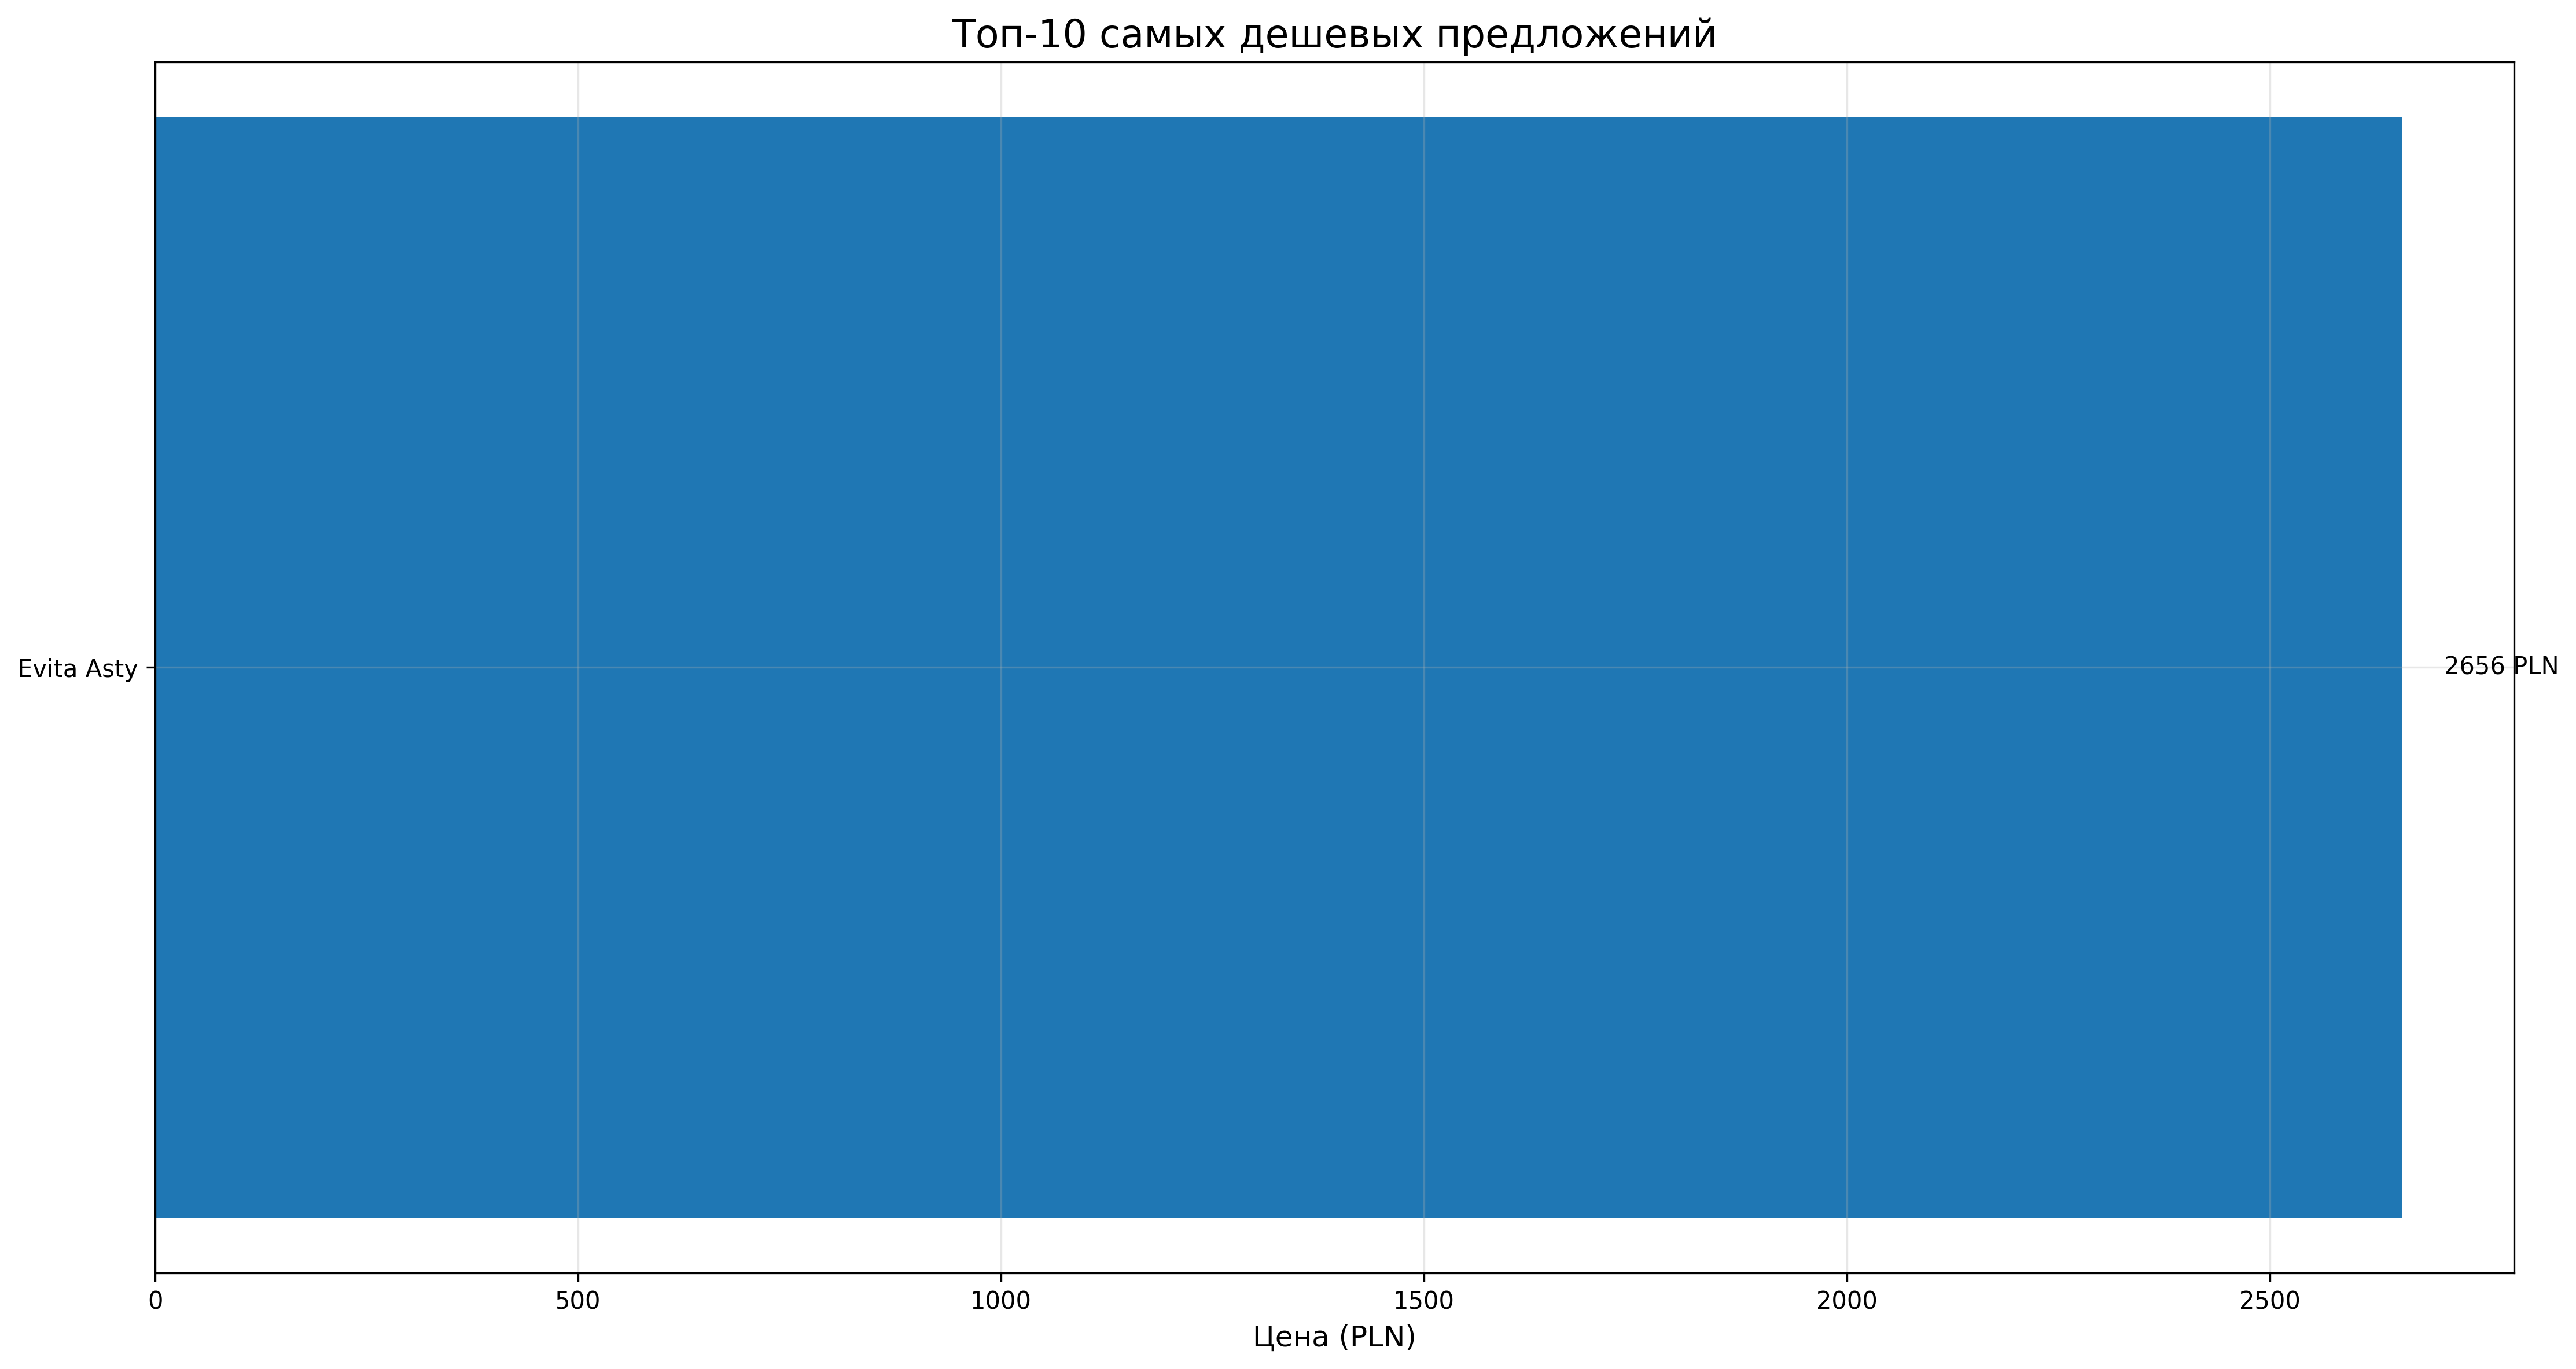 Топ-10 самых дешевых предложений
Evita Asty
2656 PLN
0
500
1000
1500
2000
2500
Цена (PLN)